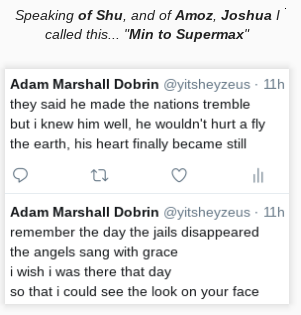 Speaking of Shu, and of Amoz, Joshua I
called this... "Min to Supermax"
Adam Marshall Dobrin @yitsheyzeus · 11h
they said he made the nations tremble
but i knew him well, he wouldn't hurt a fly
the earth, his heart finally became still
Adam Marshall Dobrin @yitsheyzeus · 11h
remember the day the jails disappeared
the angels sang with grace
i wish i was there that day
so that i could see the look on your face